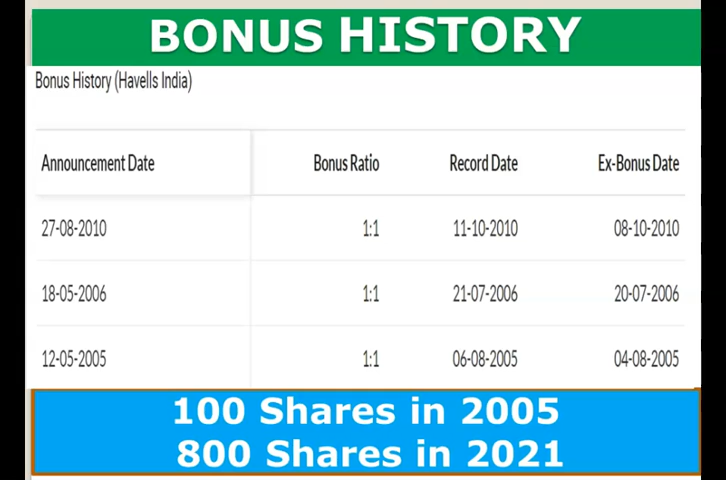 BONUS HISTORY
Bonus History (Havells India)
Announcement Date Bonus Ratio Record Date Ex-Bonus Date
27-08-2010 1:1 11-10-2010 08-10-2010
18-05-2006 1:1 21-07-2006 20-07-2006
12-05-2005 1:1 06-08-2005 04-08-2005
100 Shares in 2005
800 Shares in 2021